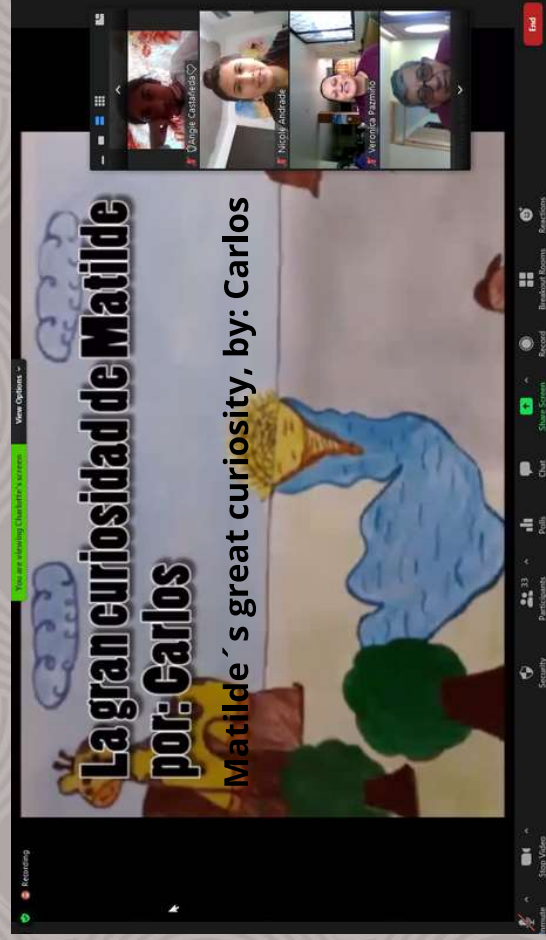 Recording
You are viewing Charlotte's screen
View Options
Angie Castañeda
Nicole Andrade
Veronica Pazmiño
La gran curiosidad de Matilde
por: Carlos
Matilde´s great curiosity, by: Carlos
Unmute
Stop Video
Security
33
Participants
Polls
Chat
Share Screen
Record
Breakout Rooms
Reactions
End